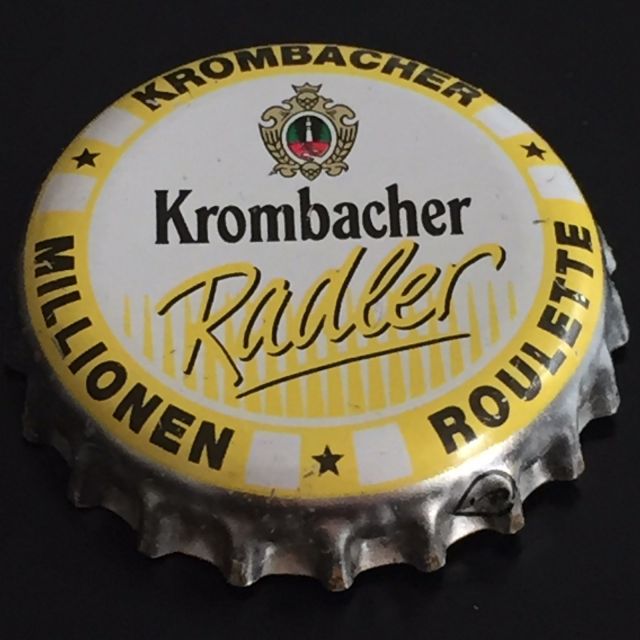 KROMBACHER
Krombacher
Radler
MILLIONEN
ROULETTE